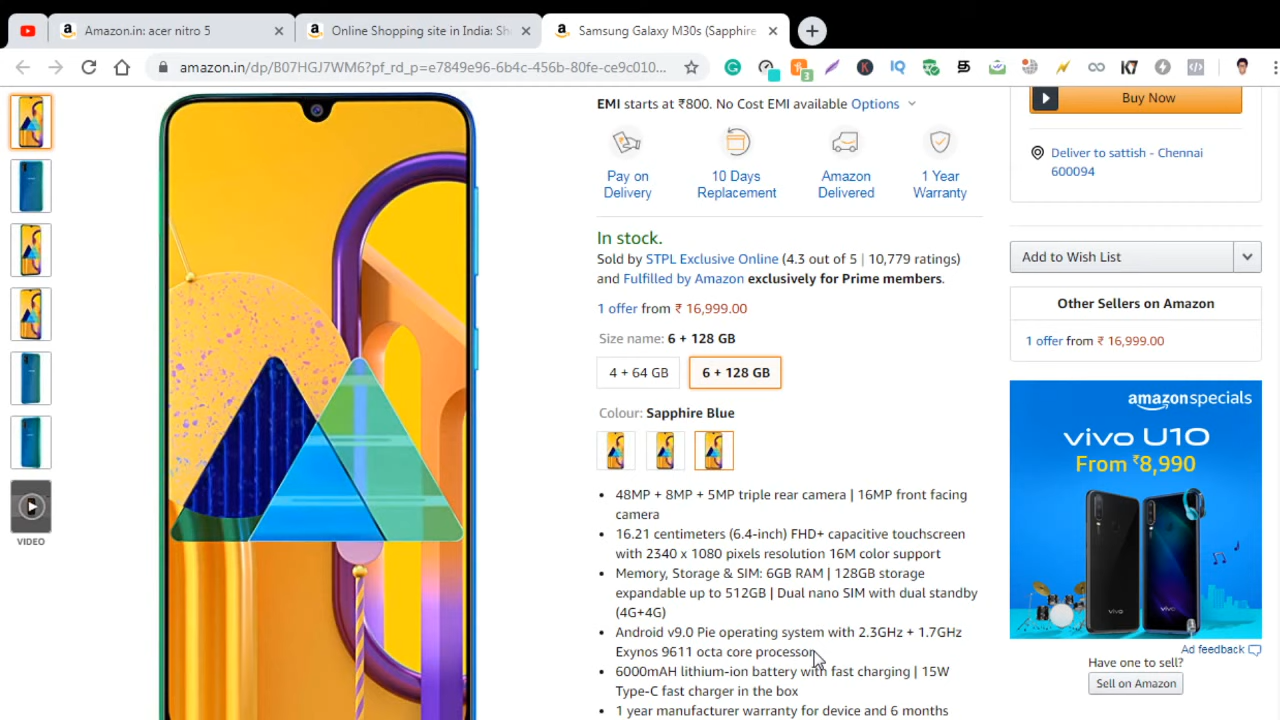 Amazon.in: acer nitro 5
Online Shopping site in India: Sh
Samsung Galaxy M30s (Sapphire
amazon.in/dp/B07HGJ7WM6?pf_rd_p=e7849e96-6b4c-456b-80fe-ce9c010...
3
K
IQ
K7
VIDEO
EMI starts at ₹800. No Cost EMI available Options
Pay on
Delivery
10 Days
Replacement
Amazon
Delivered
1 Year
Warranty
In stock.
Sold by STPL Exclusive Online (4.3 out of 5 | 10,779 ratings)
and Fulfilled by Amazon exclusively for Prime members.
1 offer from ₹ 16,999.00
Size name: 6 + 128 GB
4 + 64 GB
6 + 128 GB
Colour: Sapphire Blue
• 48MP + 8MP + 5MP triple rear camera | 16MP front facing
camera
• 16.21 centimeters (6.4-inch) FHD+ capacitive touchscreen
with 2340 x 1080 pixels resolution 16M color support
• Memory, Storage & SIM: 6GB RAM | 128GB storage
expandable up to 512GB | Dual nano SIM with dual standby
(4G+4G)
• Android v9.0 Pie operating system with 2.3GHz + 1.7GHz
Exynos 9611 octa core processor
• 6000mAH lithium-ion battery with fast charging | 15W
Type-C fast charger in the box
• 1 year manufacturer warranty for device and 6 months
Buy Now
Deliver to sattish - Chennai
600094
Add to Wish List
Other Sellers on Amazon
1 offer from ₹ 16,999.00
amazonspecials
vivo U10
From ₹8,990
vivo
vivo
Ad feedback
Have one to sell?
Sell on Amazon